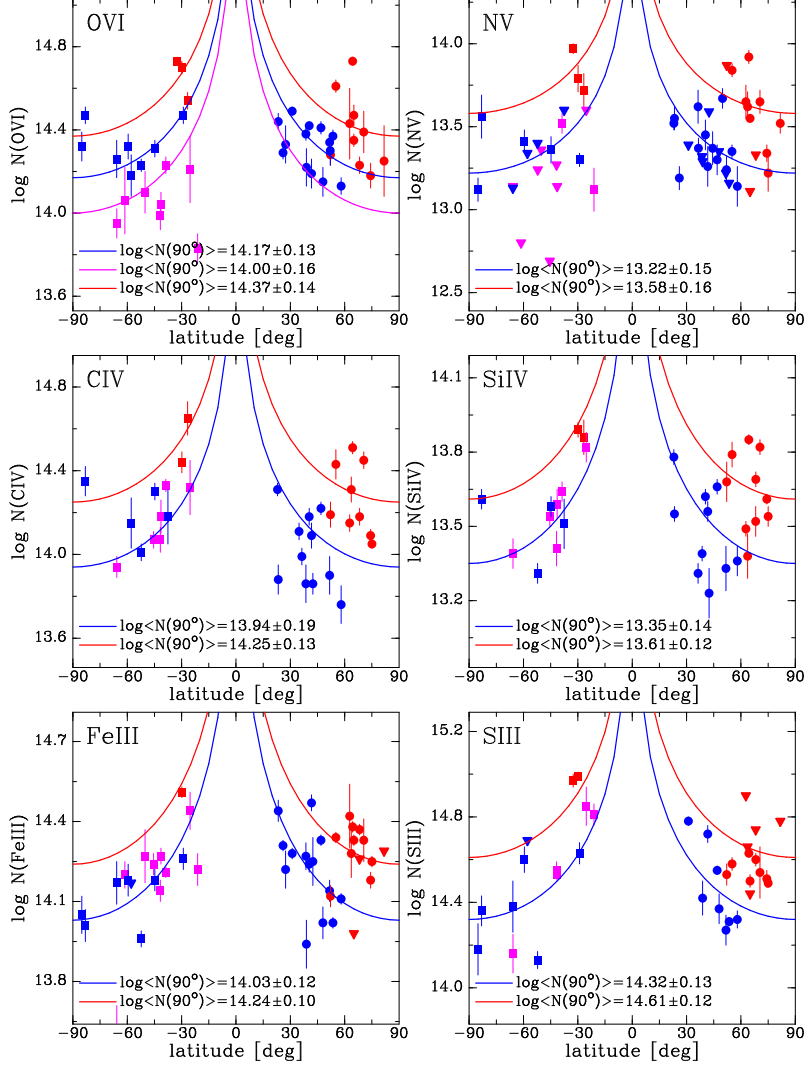 OVI
log N(OVI)
14.8
14.4
14.0
13.6
log<N(90°)>=14.17±0.13
log<N(90°)>=14.00±0.16
log<N(90°)>=14.37±0.14
−90 −60 −30 0 30 60 90
latitude [deg]
NV
log N(NV)
14.0
13.5
13.0
12.5
log<N(90°)>=13.22±0.15
log<N(90°)>=13.58±0.16
−90 −60 −30 0 30 60 90
latitude [deg]
CIV
log N(CIV)
14.8
14.4
14.0
13.6
log<N(90°)>=13.94±0.19
log<N(90°)>=14.25±0.13
−90 −60 −30 0 30 60 90
latitude [deg]
SiIV
log N(SiIV)
14.1
13.8
13.5
13.2
log<N(90°)>=13.35±0.14
log<N(90°)>=13.61±0.12
−90 −60 −30 0 30 60 90
latitude [deg]
FeIII
log N(FeIII)
14.7
14.4
14.1
13.8
log<N(90°)>=14.03±0.12
log<N(90°)>=14.24±0.10
−90 −60 −30 0 30 60 90
latitude [deg]
SIII
log N(SIII)
15.2
14.8
14.4
14.0
log<N(90°)>=14.32±0.13
log<N(90°)>=14.61±0.12
−90 −60 −30 0 30 60 90
latitude [deg]